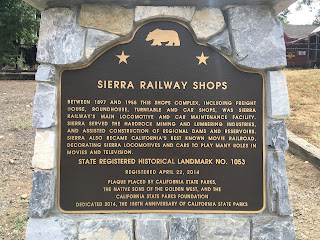 SIERRA RAILWAY SHOPS
BETWEEN 1897 AND 1955 THIS SHOPS COMPLEX, INCLUDING FREIGHT
HOUSE, ROUNDHOUSE, TURNTABLE AND CAR SHOPS, WAS SIERRA
RAILWAY'S MAIN LOCOMOTIVE AND CAR MAINTENANCE FACILITY.
SIERRA SERVED THE HARDROCK MINING AND LUMBERING INDUSTRIES,
AND ASSISTED CONSTRUCTION OF REGIONAL DAMS AND RESERVOIRS.
SIERRA ALSO BECAME CALIFORNIA'S BEST KNOWN MOVIE RAILROAD,
DECORATING SIERRA LOCOMOTIVES AND CARS TO PLAY MANY ROLES IN
MOVIES AND TELEVISION.
STATE REGISTERED HISTORICAL LANDMARK NO. 1053
REGISTERED APRIL 22, 2014
PLAQUE PLACED BY CALIFORNIA STATE PARKS,
THE NATIVE SONS OF THE GOLDEN WEST, AND THE
CALIFORNIA STATE PARKS FOUNDATION
DEDICATED 2014, THE 150TH ANNIVERSARY OF CALIFORNIA STATE PARKS